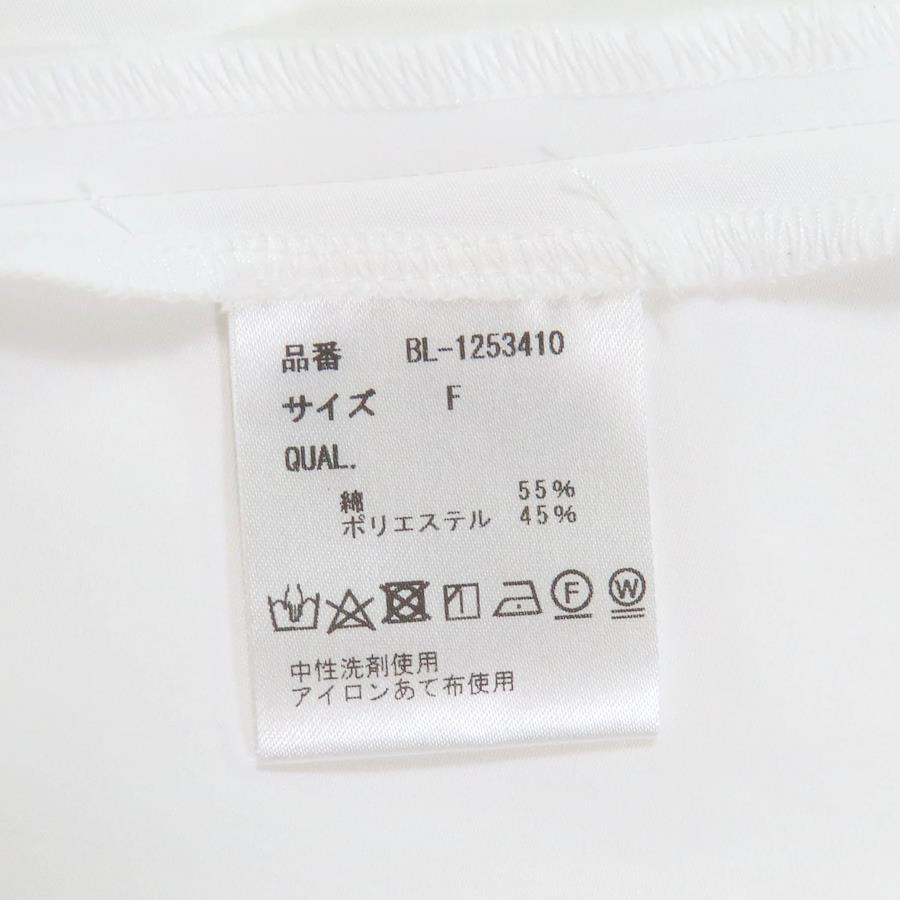 品番 BL-1253410
サイズ F
QUAL.
綿 55%
ポリエステル 45%
F W
中性洗剤使用
アイロンあて布使用